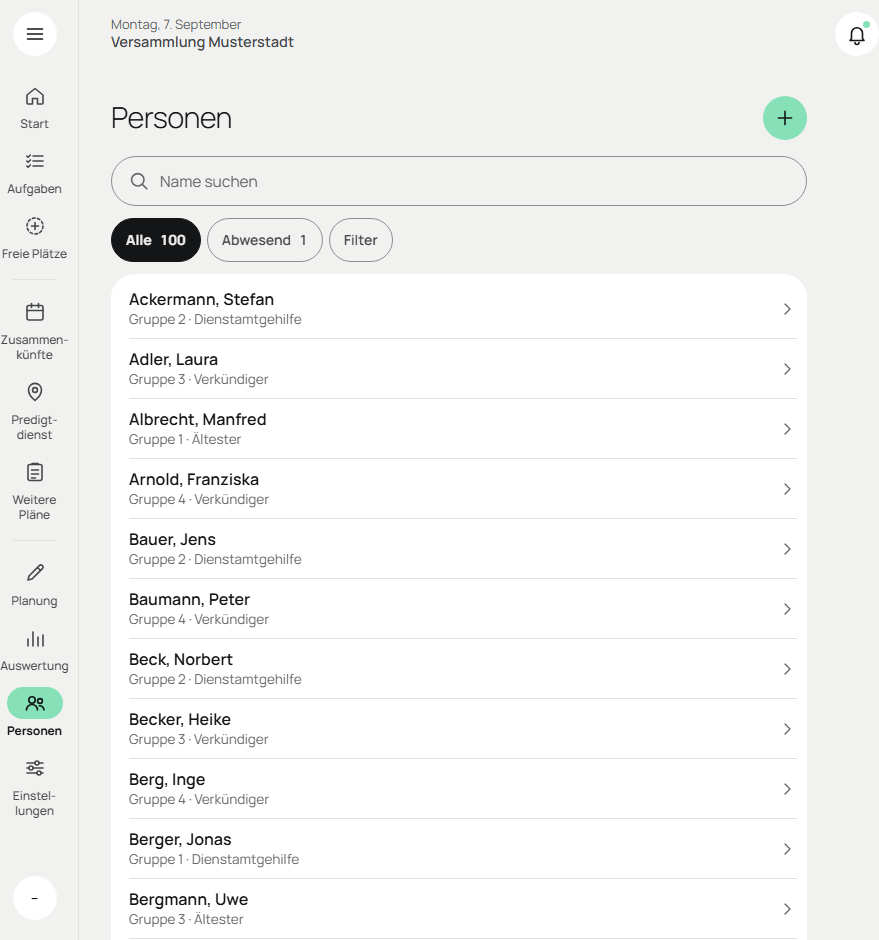 Montag, 7. September
Versammlung Musterstadt
Start
Aufgaben
Freie Plätze
Zusammen-
künfte
Predigt-
dienst
Weitere
Pläne
Planung
Auswertung
Personen
Einstel-
lungen
–
Personen
Name suchen
Alle 100
Abwesend 1
Filter
Ackermann, Stefan
Gruppe 2 · Dienstamtgehilfe
Adler, Laura
Gruppe 3 · Verkündiger
Albrecht, Manfred
Gruppe 1 · Ältester
Arnold, Franziska
Gruppe 4 · Verkündiger
Bauer, Jens
Gruppe 2 · Dienstamtgehilfe
Baumann, Peter
Gruppe 4 · Verkündiger
Beck, Norbert
Gruppe 2 · Dienstamtgehilfe
Becker, Heike
Gruppe 3 · Verkündiger
Berg, Inge
Gruppe 4 · Verkündiger
Berger, Jonas
Gruppe 1 · Dienstamtgehilfe
Bergmann, Uwe
Gruppe 3 · Ältester